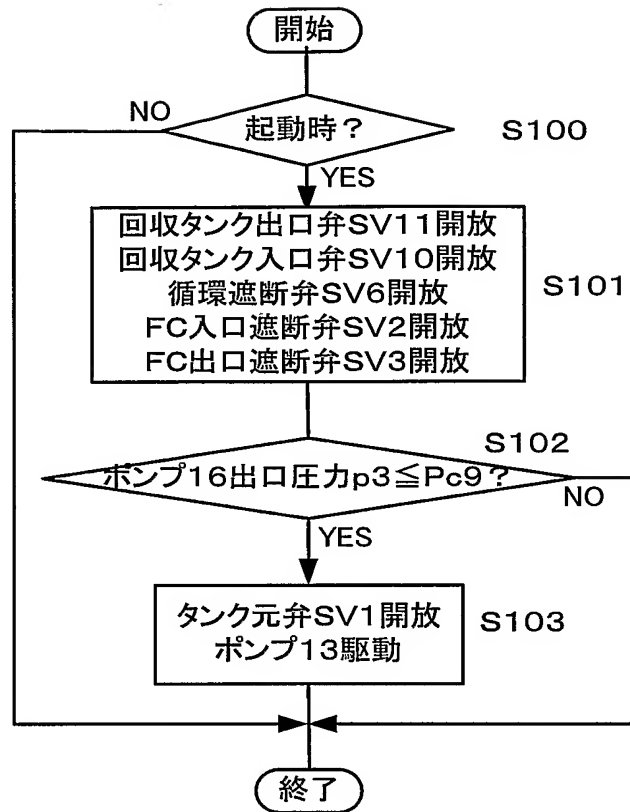 開始
NO
起動時？
S100
YES
回収タンク出口弁SV11開放
回収タンク入口弁SV10開放
循環遮断弁SV6開放
FC入口遮断弁SV2開放
FC出口遮断弁SV3開放
S101
S102
ポンプ16出口圧力p3≦Pc9？
NO
YES
タンク元弁SV1開放
ポンプ13駆動
S103
終了